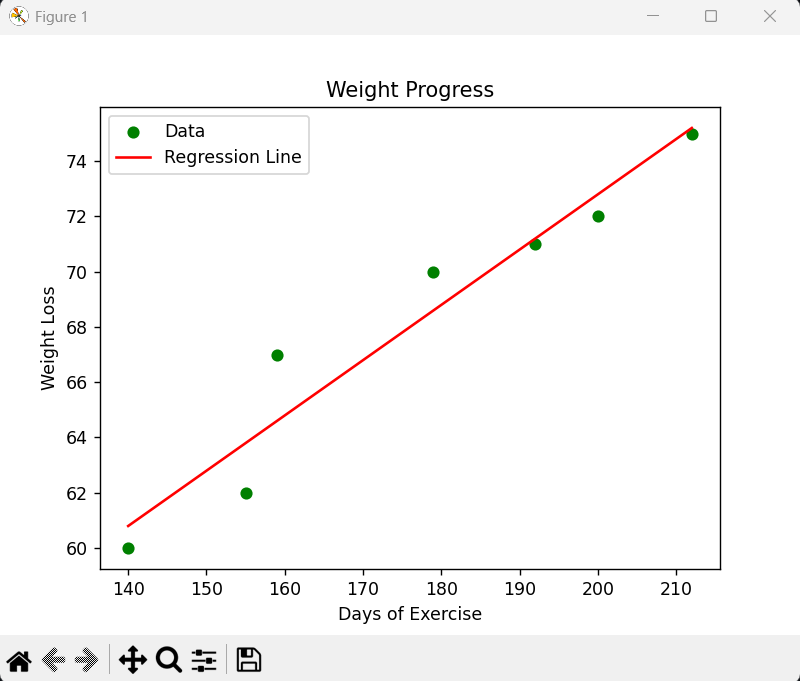 Figure 1
Weight Progress
Data
Regression Line
74
72
70
68
66
64
62
60
Weight Loss
140 150 160 170 180 190 200 210
Days of Exercise